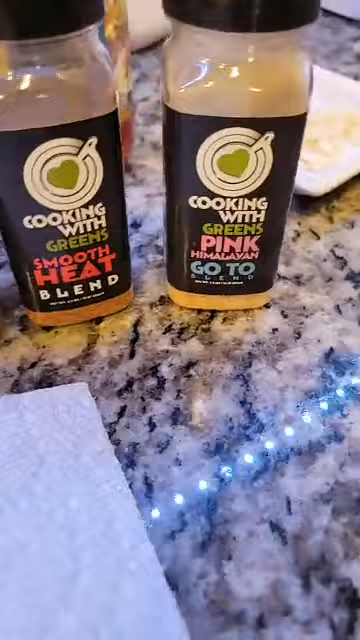 COOKING
WITH
GREENS
SMOOTH
HEAT
BLEND
COOKING
WITH
GREENS
PINK
HIMALAYAN
GO TO
BLEND